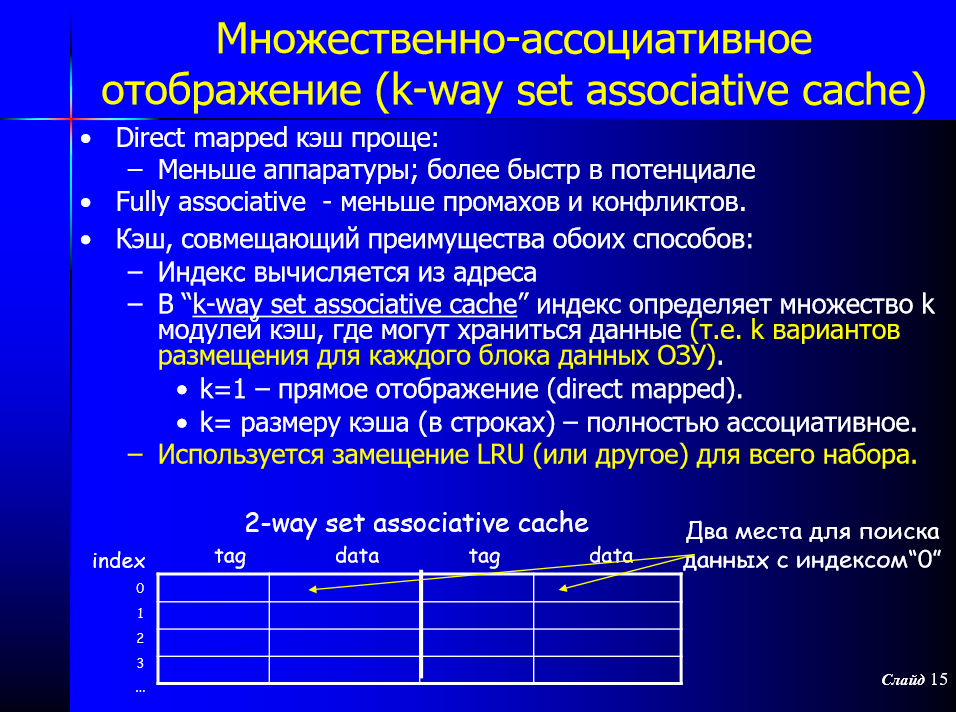 Множественно-ассоциативное
отображение (k-way set associative cache)
• Direct mapped кэш проще:
– Меньше аппаратуры; более быстр в потенциале
• Fully associative - меньше промахов и конфликтов.
• Кэш, совмещающий преимущества обоих способов:
– Индекс вычисляется из адреса
– В “k-way set associative cache” индекс определяет множество k
модулей кэш, где могут храниться данные (т.е. k вариантов
размещения для каждого блока данных ОЗУ).
• k=1 – прямое отображение (direct mapped).
• k= размеру кэша (в строках) – полностью ассоциативное.
– Используется замещение LRU (или другое) для всего набора.
2-way set associative cache
Два места для поиска
данных с индексом“0”
index tag data tag data
0
1
2
3
...
Слайд 15